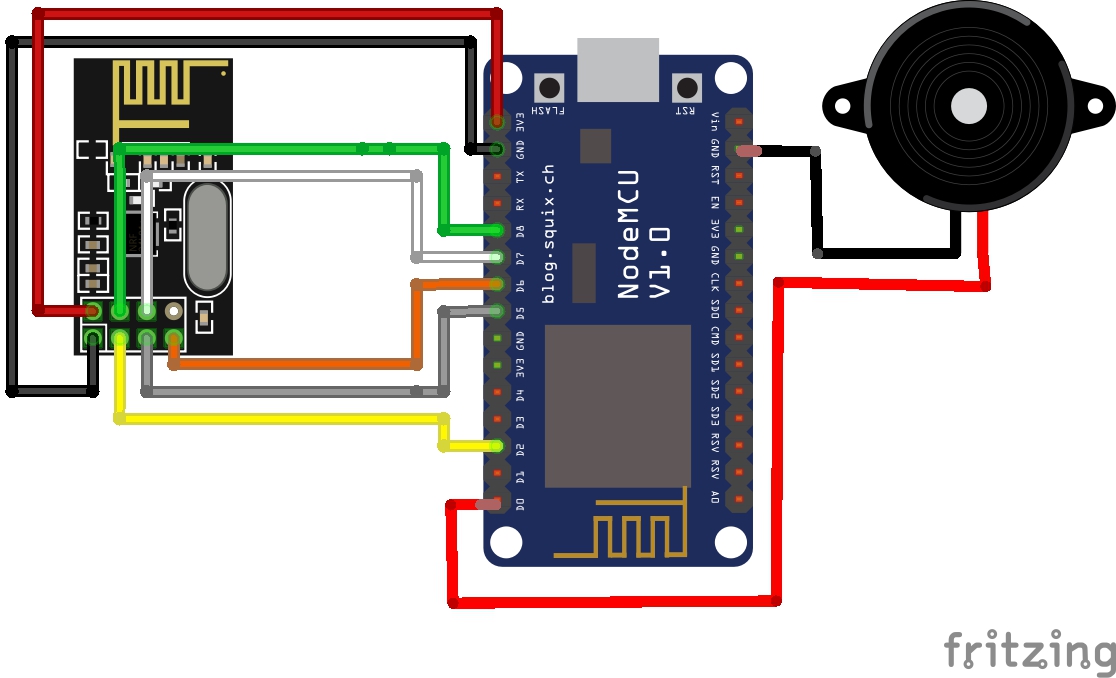 FLASH
RST
3V3
GND
TX
RX
D8
D7
D6
D5
GND
3V3
D4
D3
D2
D1
D0
blog.squix.ch
NodeMCU
V1.0
Vin
GND
RST
EN
3V3
GND
CLK
SD0
CMD
SD1
SD2
SD3
RSV
RSV
A0
NRF
fritzing